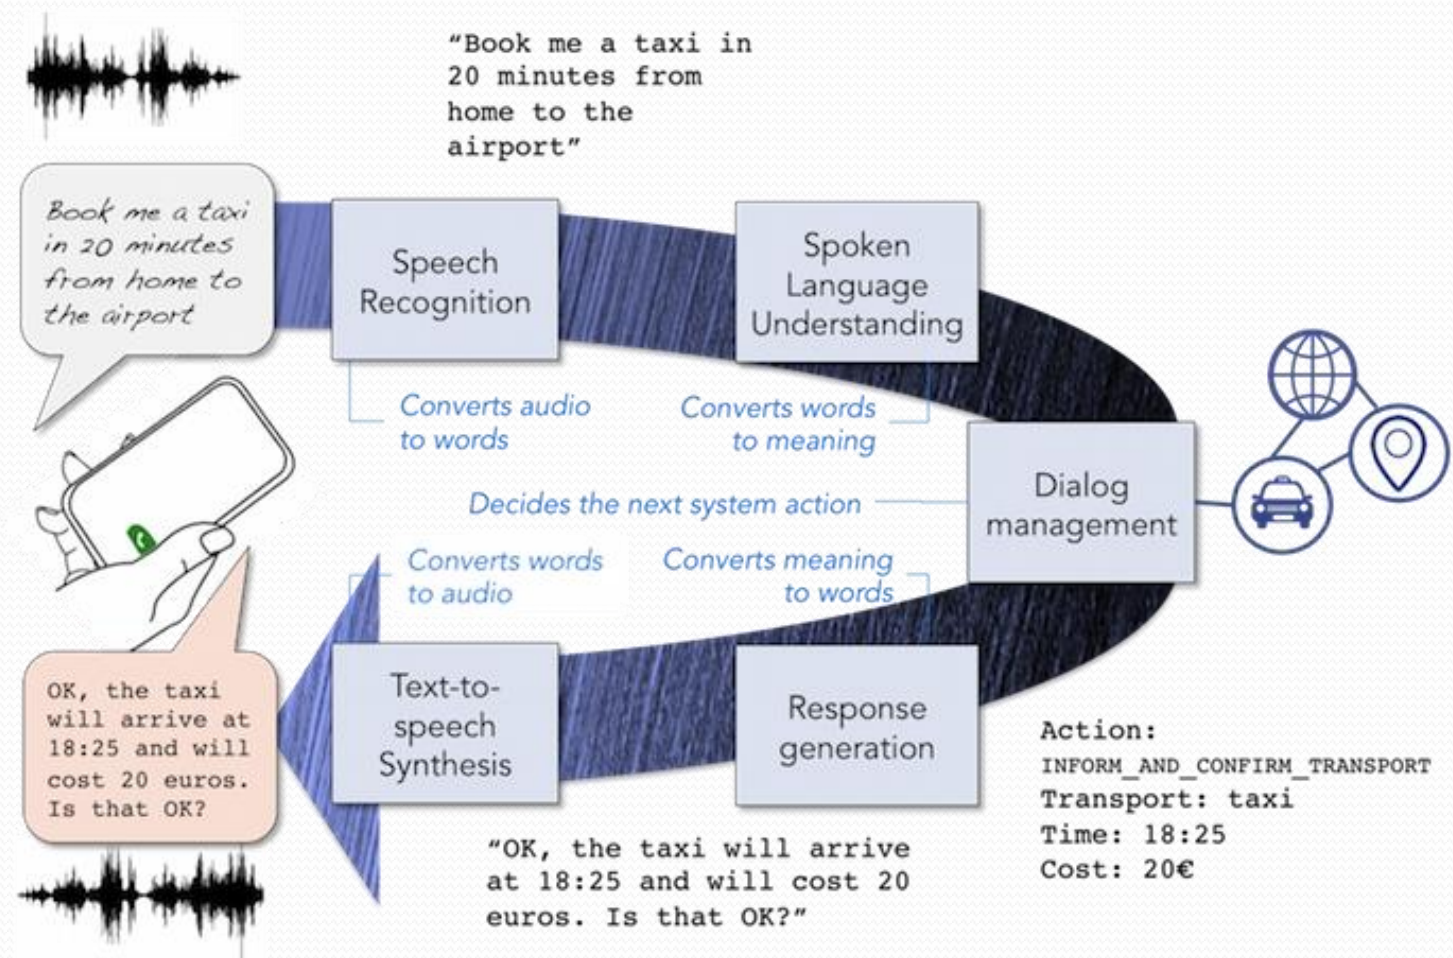 “Book me a taxi in
20 minutes from
home to the
airport”
Book me a taxi
in 20 minutes
from home to
the airport
Speech
Recognition
Spoken
Language
Understanding
Converts audio
to words
Converts words
to meaning
Decides the next system action
Dialog
management
Converts words
to audio
Converts meaning
to words
Text-to-
speech
Synthesis
Response
generation
OK, the taxi
will arrive at
18:25 and will
cost 20 euros.
Is that OK?
Action:
INFORM_AND_CONFIRM_TRANSPORT
Transport: taxi
Time: 18:25
Cost: 20€
“OK, the taxi will arrive
at 18:25 and will cost 20
euros. Is that OK?”